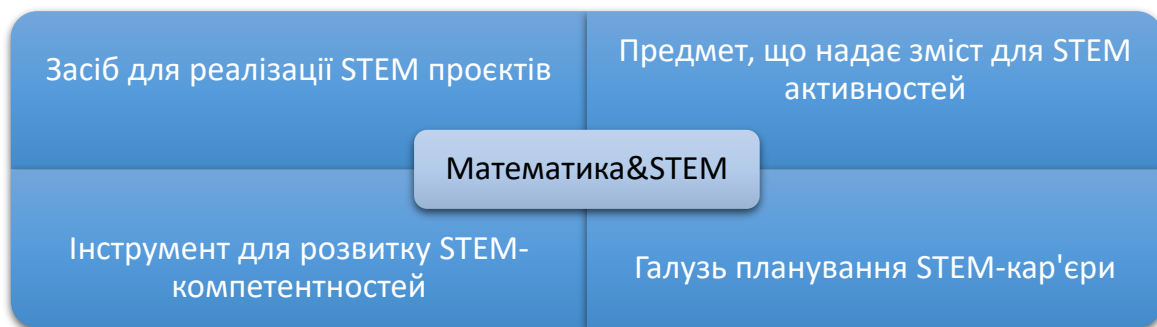 Засіб для реалізації STEM проєктів
Предмет, що надає зміст для STEM
активностей
Математика&STEM
Інструмент для розвитку STEM-
компетентностей
Галузь планування STEM-кар'єри